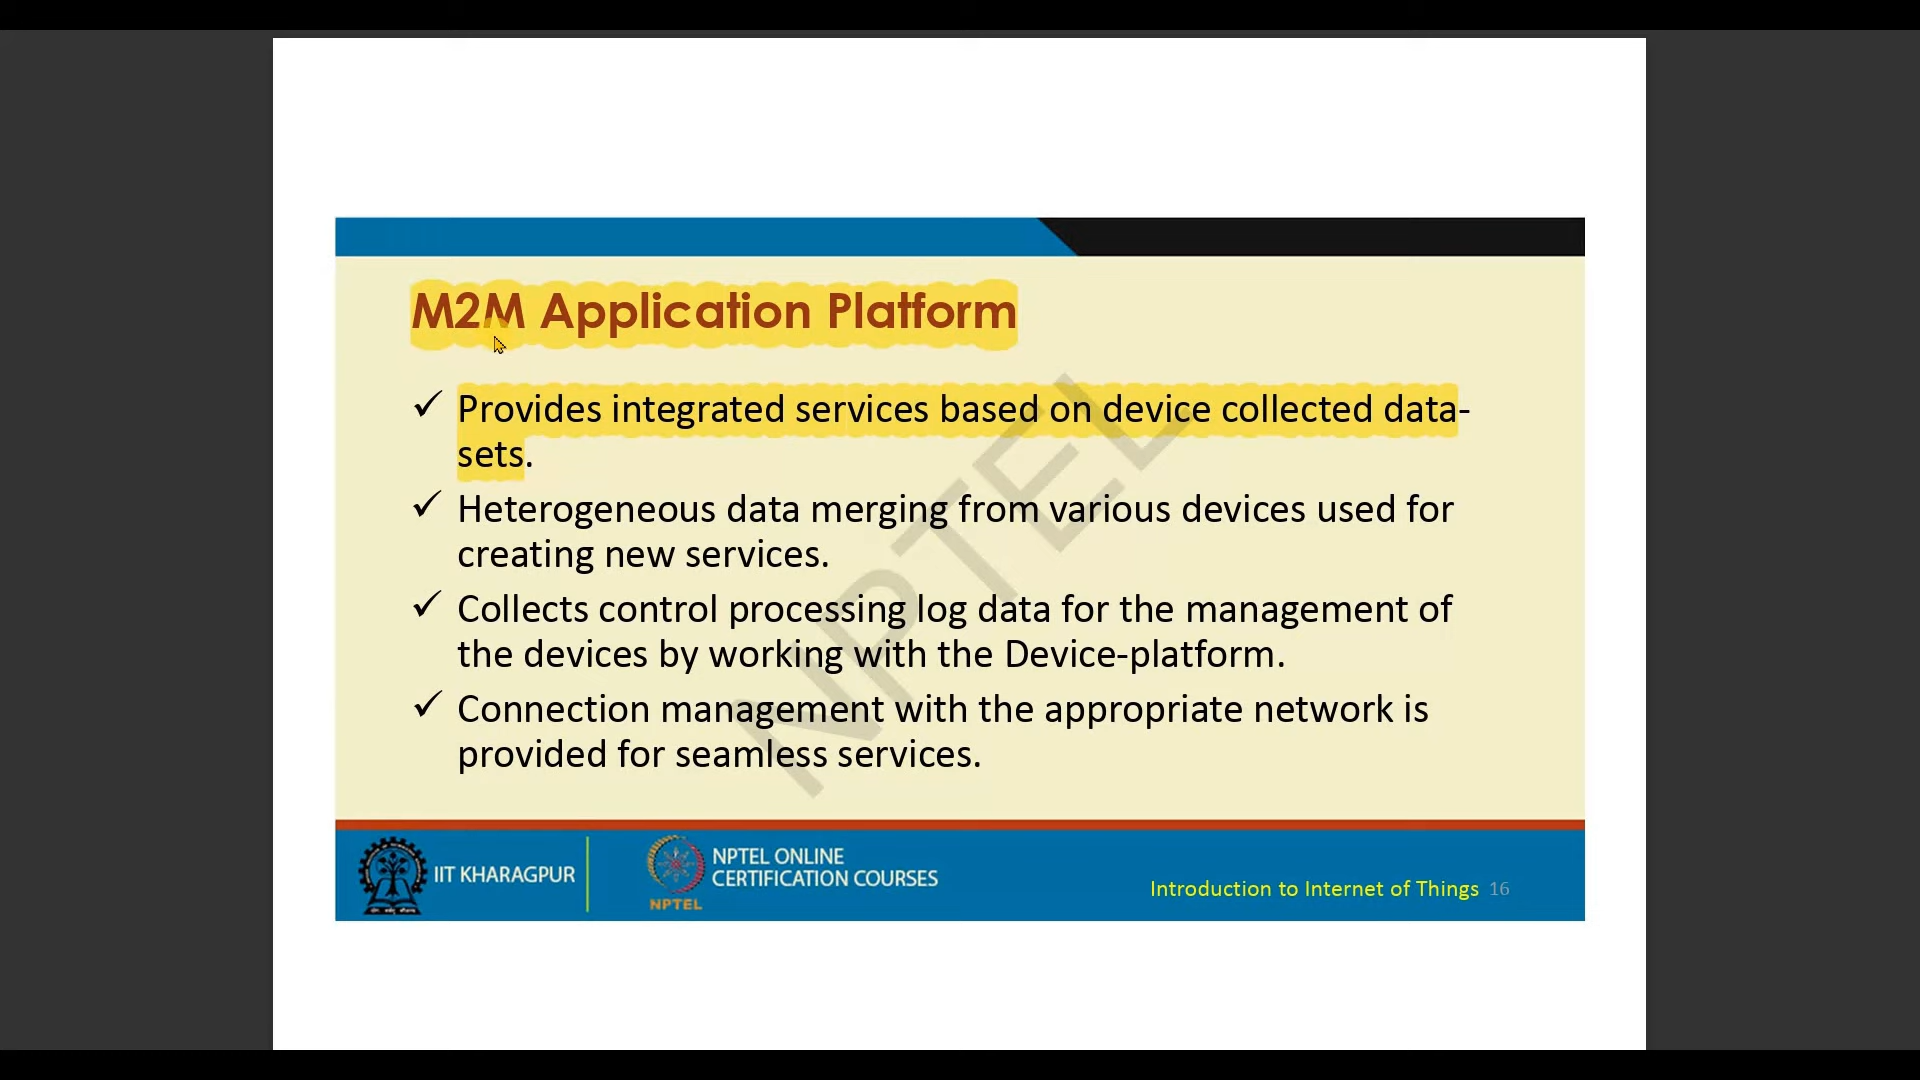 M2M Application Platform
✓ Provides integrated services based on device collected data-
sets.
✓ Heterogeneous data merging from various devices used for
creating new services.
✓ Collects control processing log data for the management of
the devices by working with the Device-platform.
✓ Connection management with the appropriate network is
provided for seamless services.
NPTEL
IIT KHARAGPUR
NPTEL
NPTEL ONLINE
CERTIFICATION COURSES
Introduction to Internet of Things 16